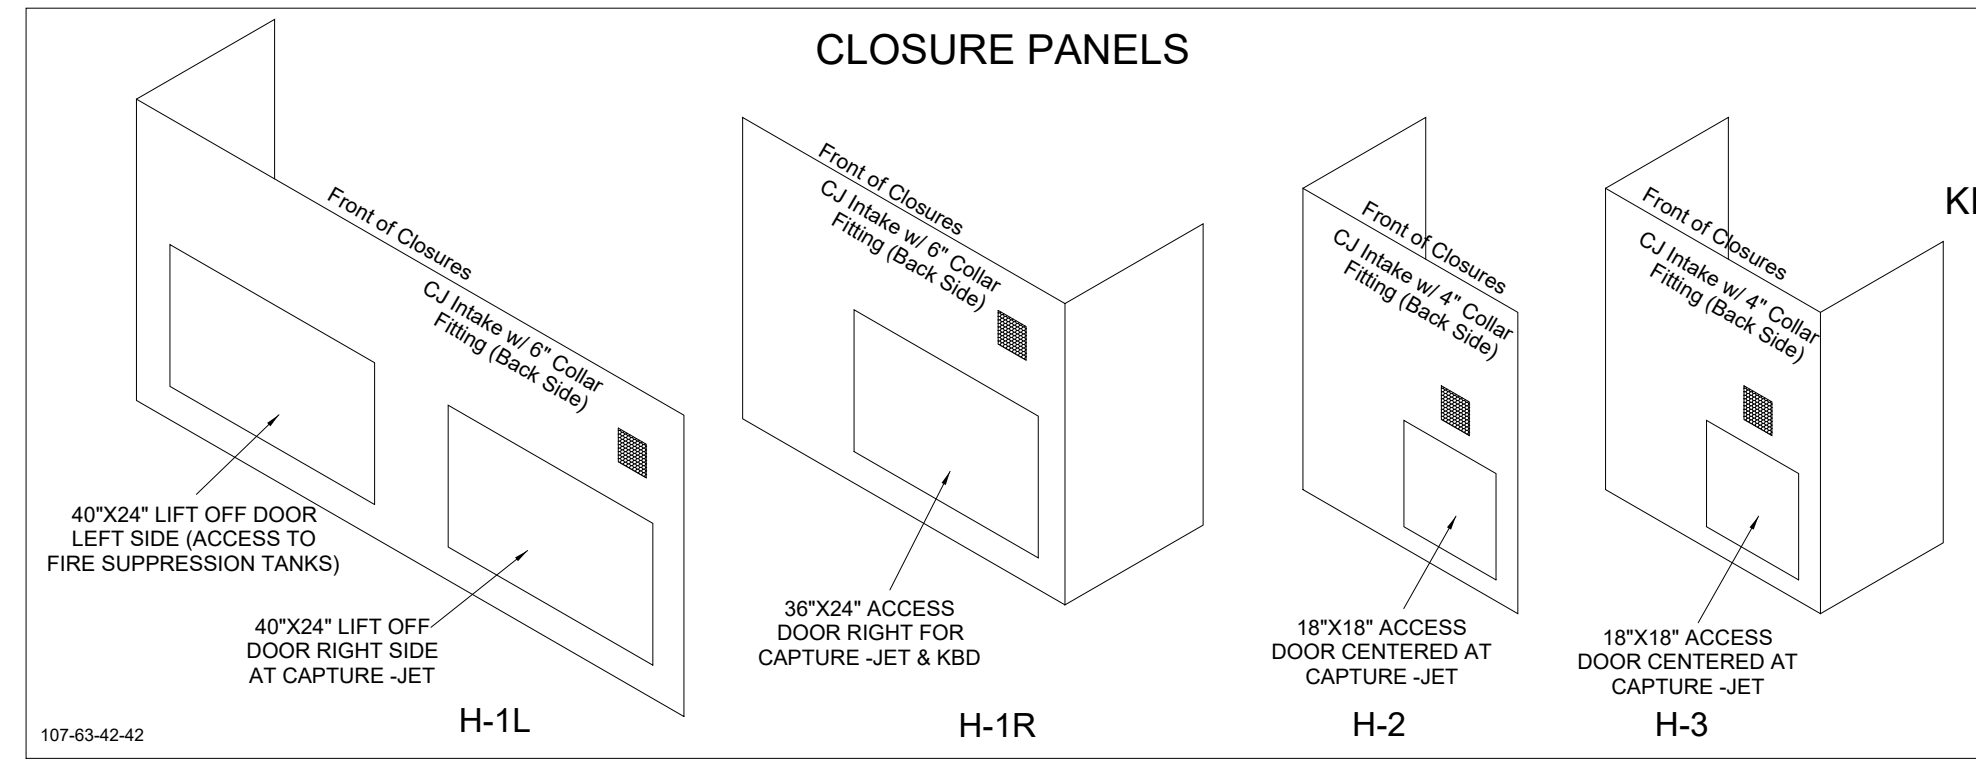 CLOSURE PANELS
Front of Closures
CJ Intake w/ 6" Collar
Fitting (Back Side)
40"X24" LIFT OFF DOOR
LEFT SIDE (ACCESS TO
FIRE SUPPRESSION TANKS)
40"X24" LIFT OFF
DOOR RIGHT SIDE
AT CAPTURE -JET
H-1L
Front of Closures
CJ Intake w/ 6" Collar
Fitting (Back Side)
36"X24" ACCESS
DOOR RIGHT FOR
CAPTURE -JET & KBD
H-1R
Front of Closures
CJ Intake w/ 4" Collar
Fitting (Back Side)
18"X18" ACCESS
DOOR CENTERED AT
CAPTURE -JET
H-2
Front of Closures
CJ Intake w/ 4" Collar
Fitting (Back Side)
18"X18" ACCESS
DOOR CENTERED AT
CAPTURE -JET
H-3
107-63-42-42